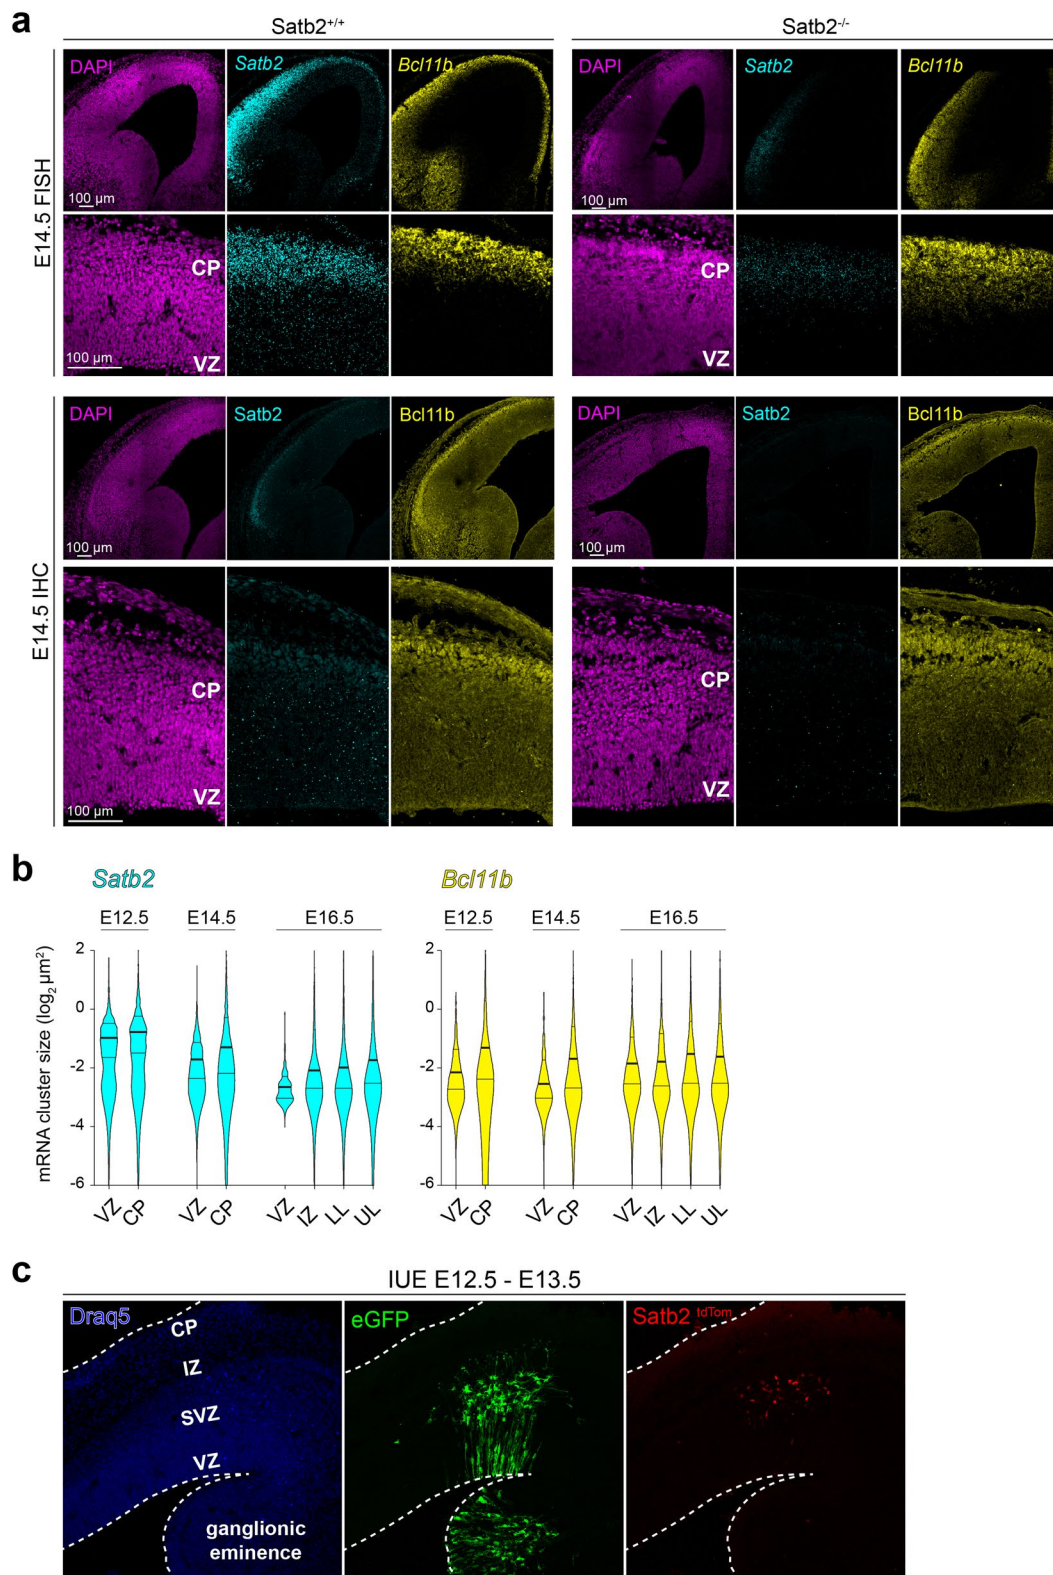 a
Satb2+/+
Satb2-/-
E14.5 FISH
DAPI
Satb2
Bcl11b
DAPI
Satb2
Bcl11b
100 µm
100 µm
CP
VZ
100 µm
CP
VZ
E14.5 IHC
DAPI
Satb2
Bcl11b
DAPI
Satb2
Bcl11b
100 µm
100 µm
CP
VZ
100 µm
CP
VZ
b
Satb2
Bcl11b
E12.5 E14.5 E16.5
E12.5 E14.5 E16.5
mRNA cluster size (log2 µm2)
2
0
-2
-4
-6
VZ CP VZ CP VZ IZ LL UL
2
0
-2
-4
-6
VZ CP VZ CP VZ IZ LL UL
c
IUE E12.5 - E13.5
Draq5
eGFP
Satb2 tdTom
CP
IZ
SVZ
VZ
ganglionic
eminence